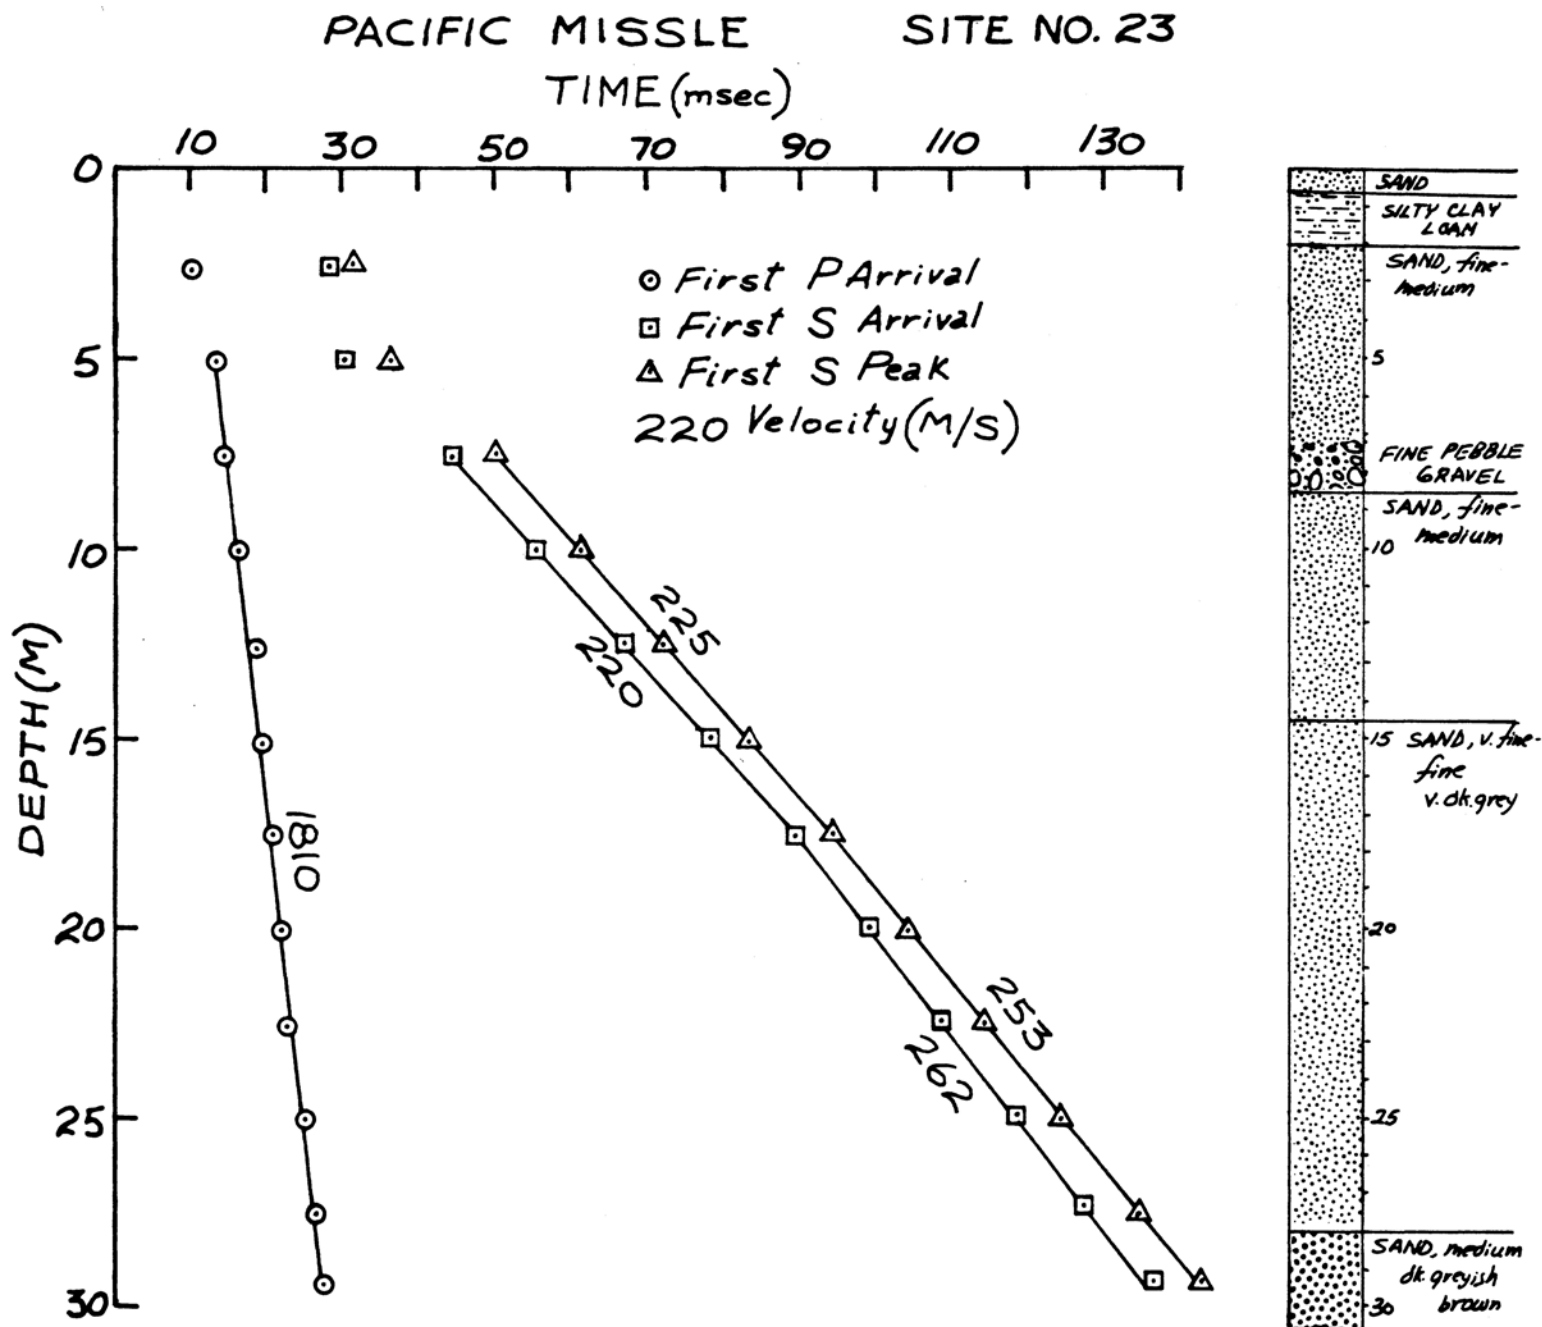 PACIFIC MISSLE SITE NO. 23
TIME (msec)
10 30 50 70 90 110 130
0
5
10
15
20
25
30
DEPTH (M)
First P Arrival
First S Arrival
First S Peak
220 Velocity (M/S)
225
220
1810
253
262
SAND
SILTY CLAY
LOAM
SAND, fine-
medium
5
FINE PEBBLE
GRAVEL
SAND, fine-
medium
10
15 SAND, v. fine-
fine
v. dk. grey
20
25
SAND, medium
dk. greyish
30 brown